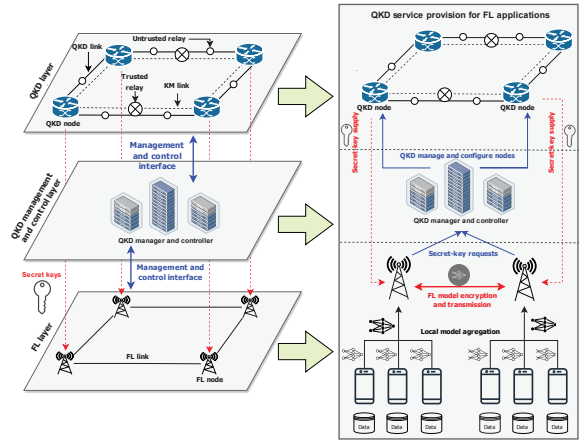 Untrusted relay
QKD link
QKD layer
Trusted
relay
KM link
QKD node
Management
and control
interface
QKD management
and control layer
QKD manager and controller
Management and
control interface
Secret keys
FL layer
FL link
FL node
QKD service provision for FL applications
QKD node
QKD node
Secret-key supply
Secret-key supply
QKD manage and configure nodes
QKD manager and controller
Secret-key requests
FL model encryption
and transmission
Local model agregation
Data
Data
Data
Data
Data
Data